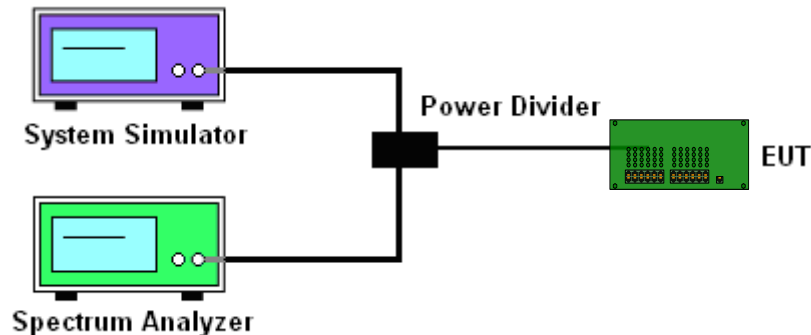 System Simulator
Power Divider
EUT
Spectrum Analyzer